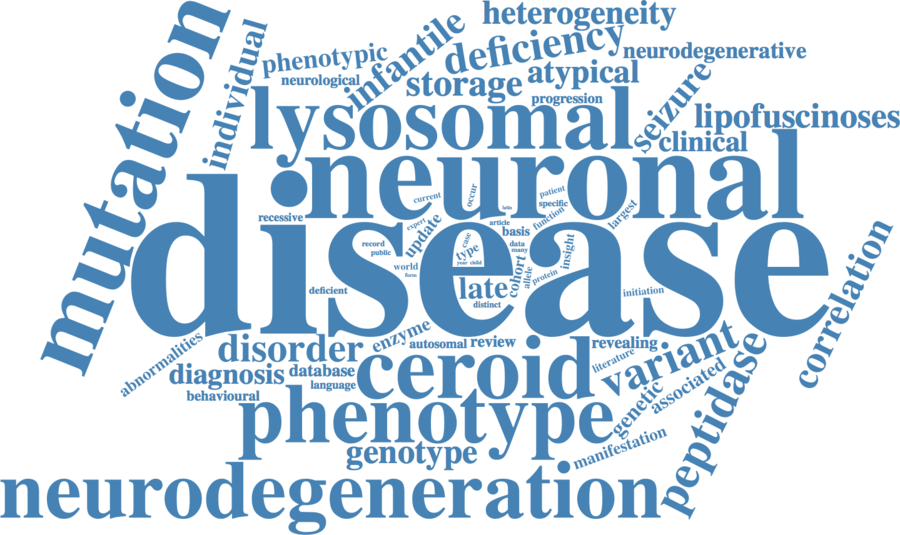 heterogeneity
mutation
individual
phenotypic
infantile
deficiency
neurodegenerative
neurological
storage
atypical
seizure
progression
lysosomal
lipofuscinoses
clinical
neuronal
current
occur
patient
specific
recessive
expert
update
article
basis
function
largest
disease
record
public
case
type
year
child
data
many
insight
world
form
cohort
allele
protein
deficient
late
distinct
initiation
correlation
abnormalities
disorder
enzyme
autosomal
review
revealing
variant
literature
diagnosis
database
language
ceroid
behavioural
genetic
associated
peptidase
phenotype
genotype
manifestation
neurodegeneration